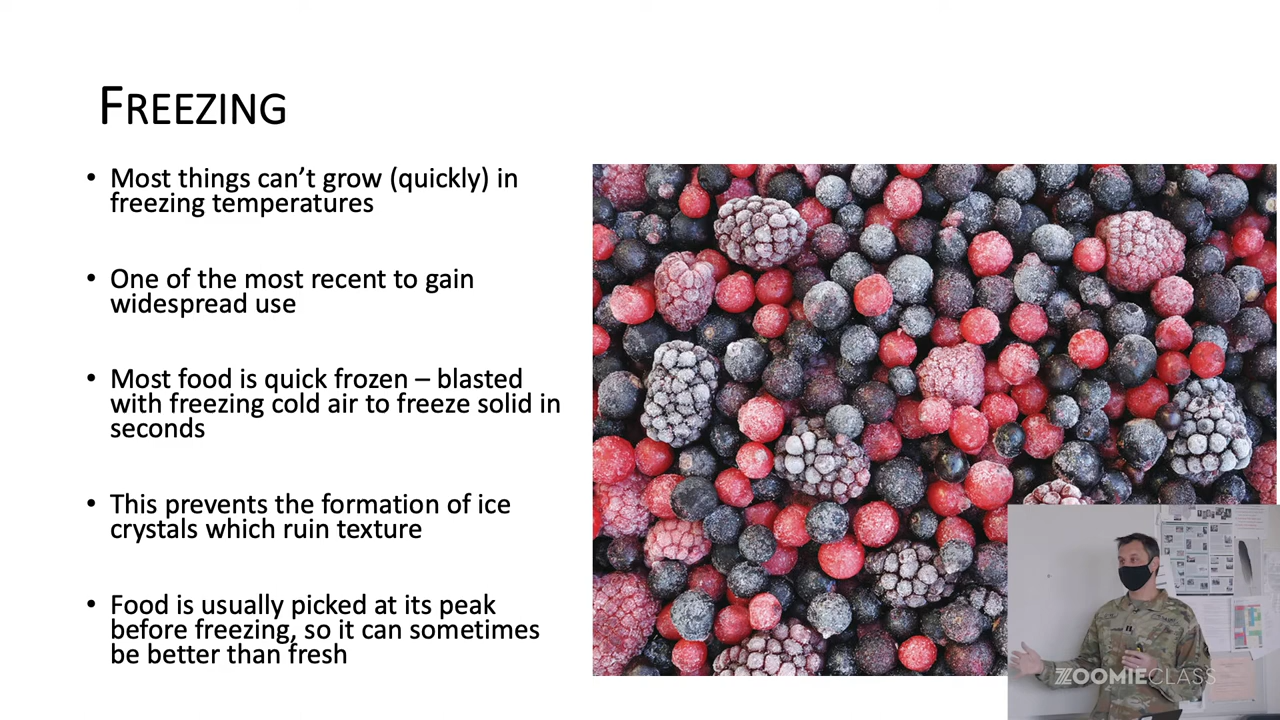 FREEZING
• Most things can’t grow (quickly) in
freezing temperatures
• One of the most recent to gain
widespread use
• Most food is quick frozen – blasted
with freezing cold air to freeze solid in
seconds
• This prevents the formation of ice
crystals which ruin texture
• Food is usually picked at its peak
before freezing, so it can sometimes
be better than fresh
ZOOMIECLASS